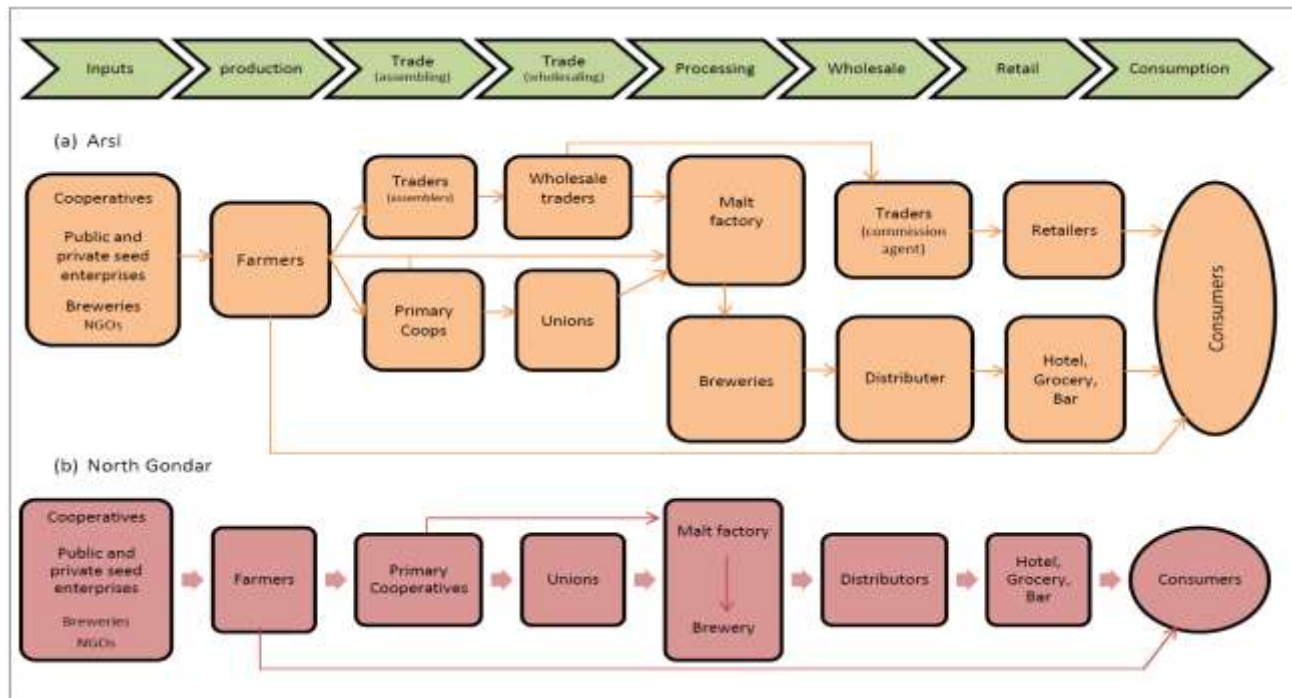 Inputs
production
Trade
(assembling)
Trade
(wholesaling)
Processing
Wholesale
Retail
Consumption
(a) Arsi
Cooperatives
Public and
private seed
enterprises
Breweries
NGOs
Farmers
Traders
(assemblers)
Wholesale
traders
Primary
Coops
Unions
Malt
factory
Breweries
Traders
(commission
agent)
Distributer
Retailers
Hotel,
Grocery,
Bar
Consumers
(b) North Gondar
Cooperatives
Public and
private seed
enterprises
Breweries
NGOs
Farmers
Primary
Cooperatives
Unions
Malt factory
Brewery
Distributors
Hotel,
Grocery,
Bar
Consumers